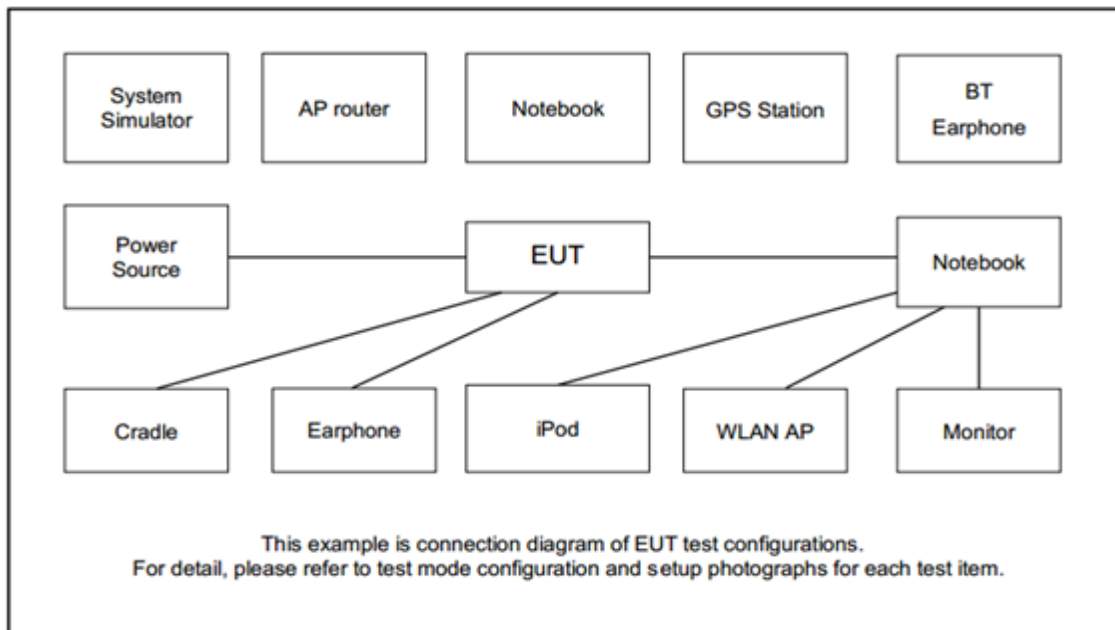 System
Simulator
AP router
Notebook
GPS Station
BT
Earphone
Power
Source
EUT
Notebook
Cradle
Earphone
iPod
WLAN AP
Monitor
This example is connection diagram of EUT test configurations.
For detail, please refer to test mode configuration and setup photographs for each test item.